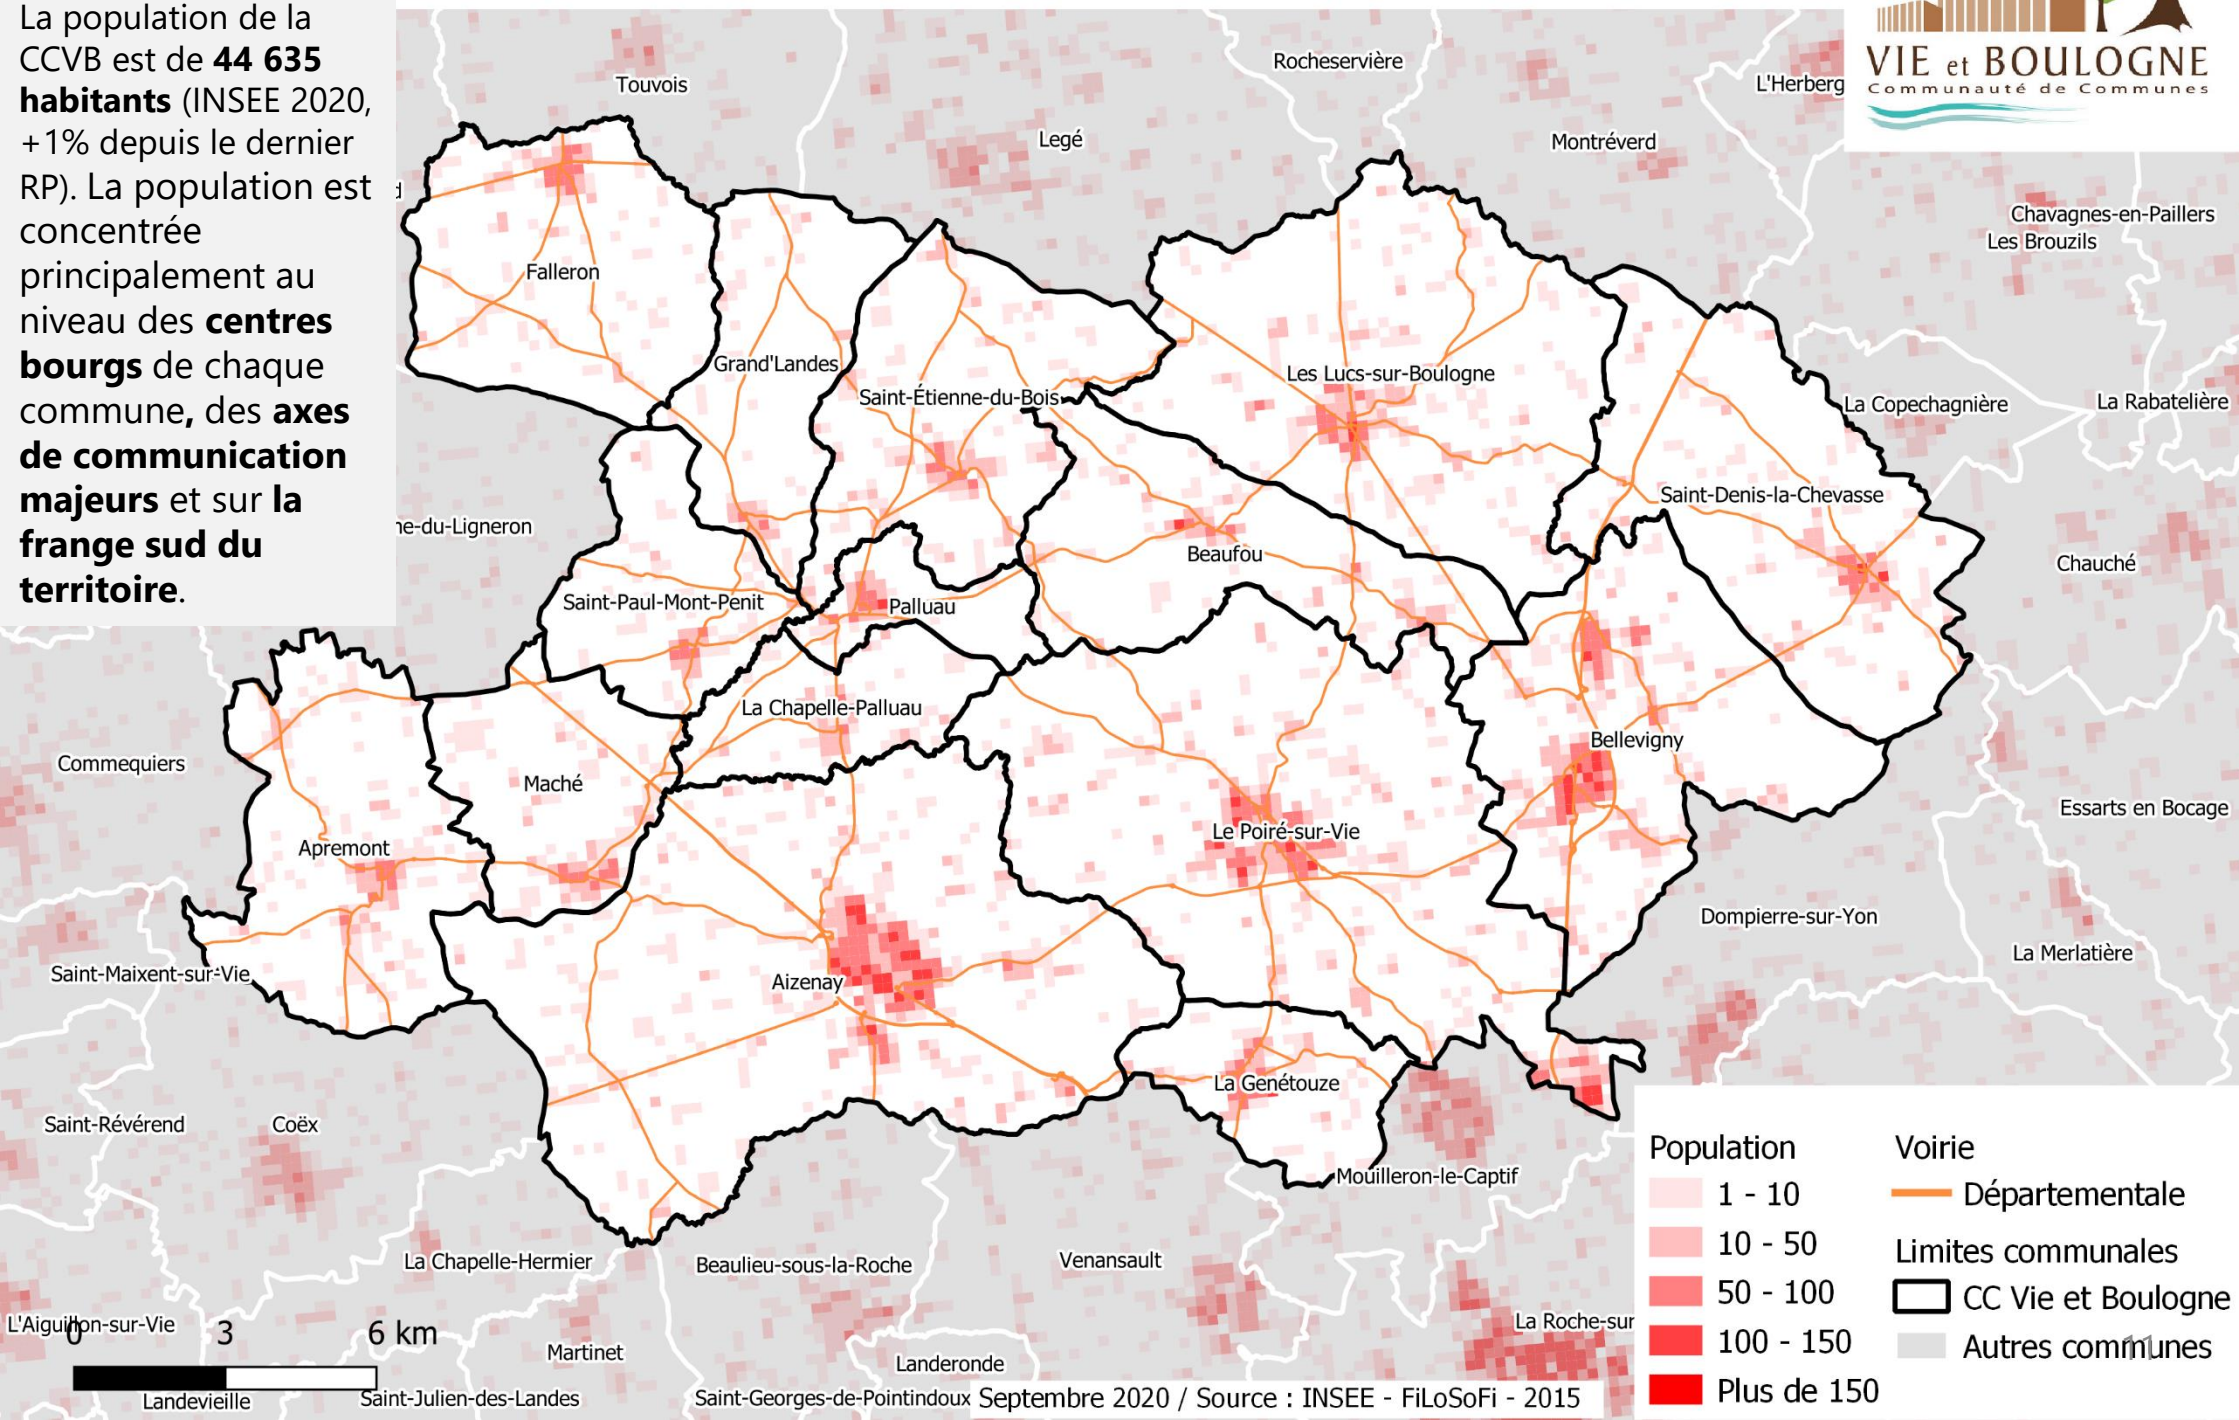 La population de la
CCVB est de 44 635
habitants (INSEE 2020,
+1% depuis le dernier
RP). La population est
concentrée
principalement au
niveau des centres
bourgs de chaque
commune, des axes
de communication
majeurs et sur la
frange sud du
territoire.
VIE et BOULOGNE
Communauté de Communes
Touvois
Rocheservière
L'Herberg
Legé
Montréverd
d
Chavagnes-en-Paillers
Les Brouzils
Falleron
Grand'Landes
Saint-Étienne-du-Bois
Les Lucs-sur-Boulogne
La Copechagnière
La Rabatelière
Saint-Denis-la-Chevasse
ne-du-Ligneron
Beaufou
Chauché
Saint-Paul-Mont-Penit
Palluau
La Chapelle-Palluau
Bellevigny
Commequiers
Maché
Essarts en Bocage
Le Poiré-sur-Vie
Apremont
Dompierre-sur-Yon
La Merlatière
Saint-Maixent-sur-Vie
Aizenay
La Genétouze
Saint-Révérend
Coëx
Mouilleron-le-Captif
La Chapelle-Hermier
Beaulieu-sous-la-Roche
Venansault
La Roche-sur
L'Aiguillon-sur-Vie
0 3 6 km
Martinet
Landeronde
Landevieille
Saint-Julien-des-Landes
Saint-Georges-de-Pointindoux
Septembre 2020 / Source : INSEE - FiLoSoFi - 2015
Population
1 - 10
10 - 50
50 - 100
100 - 150
Plus de 150
Voirie
Départementale
Limites communales
CC Vie et Boulogne
Autres communes
11